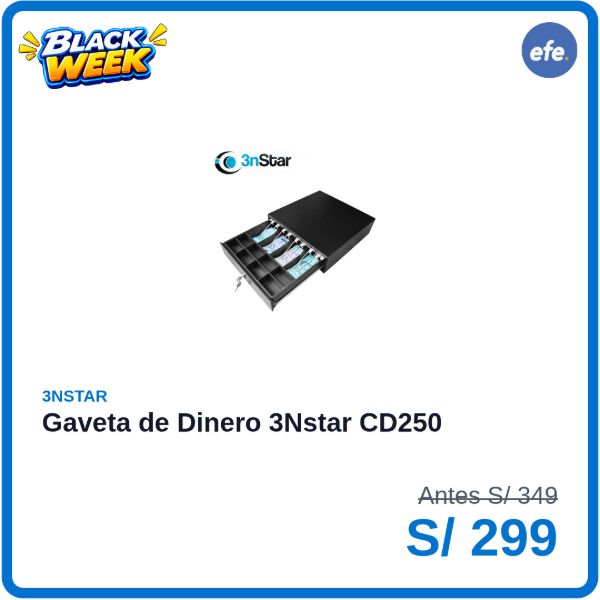 BLACK
WEEK
efe.
3nStar
3NSTAR
Gaveta de Dinero 3Nstar CD250
Antes S/ 349
S/ 299